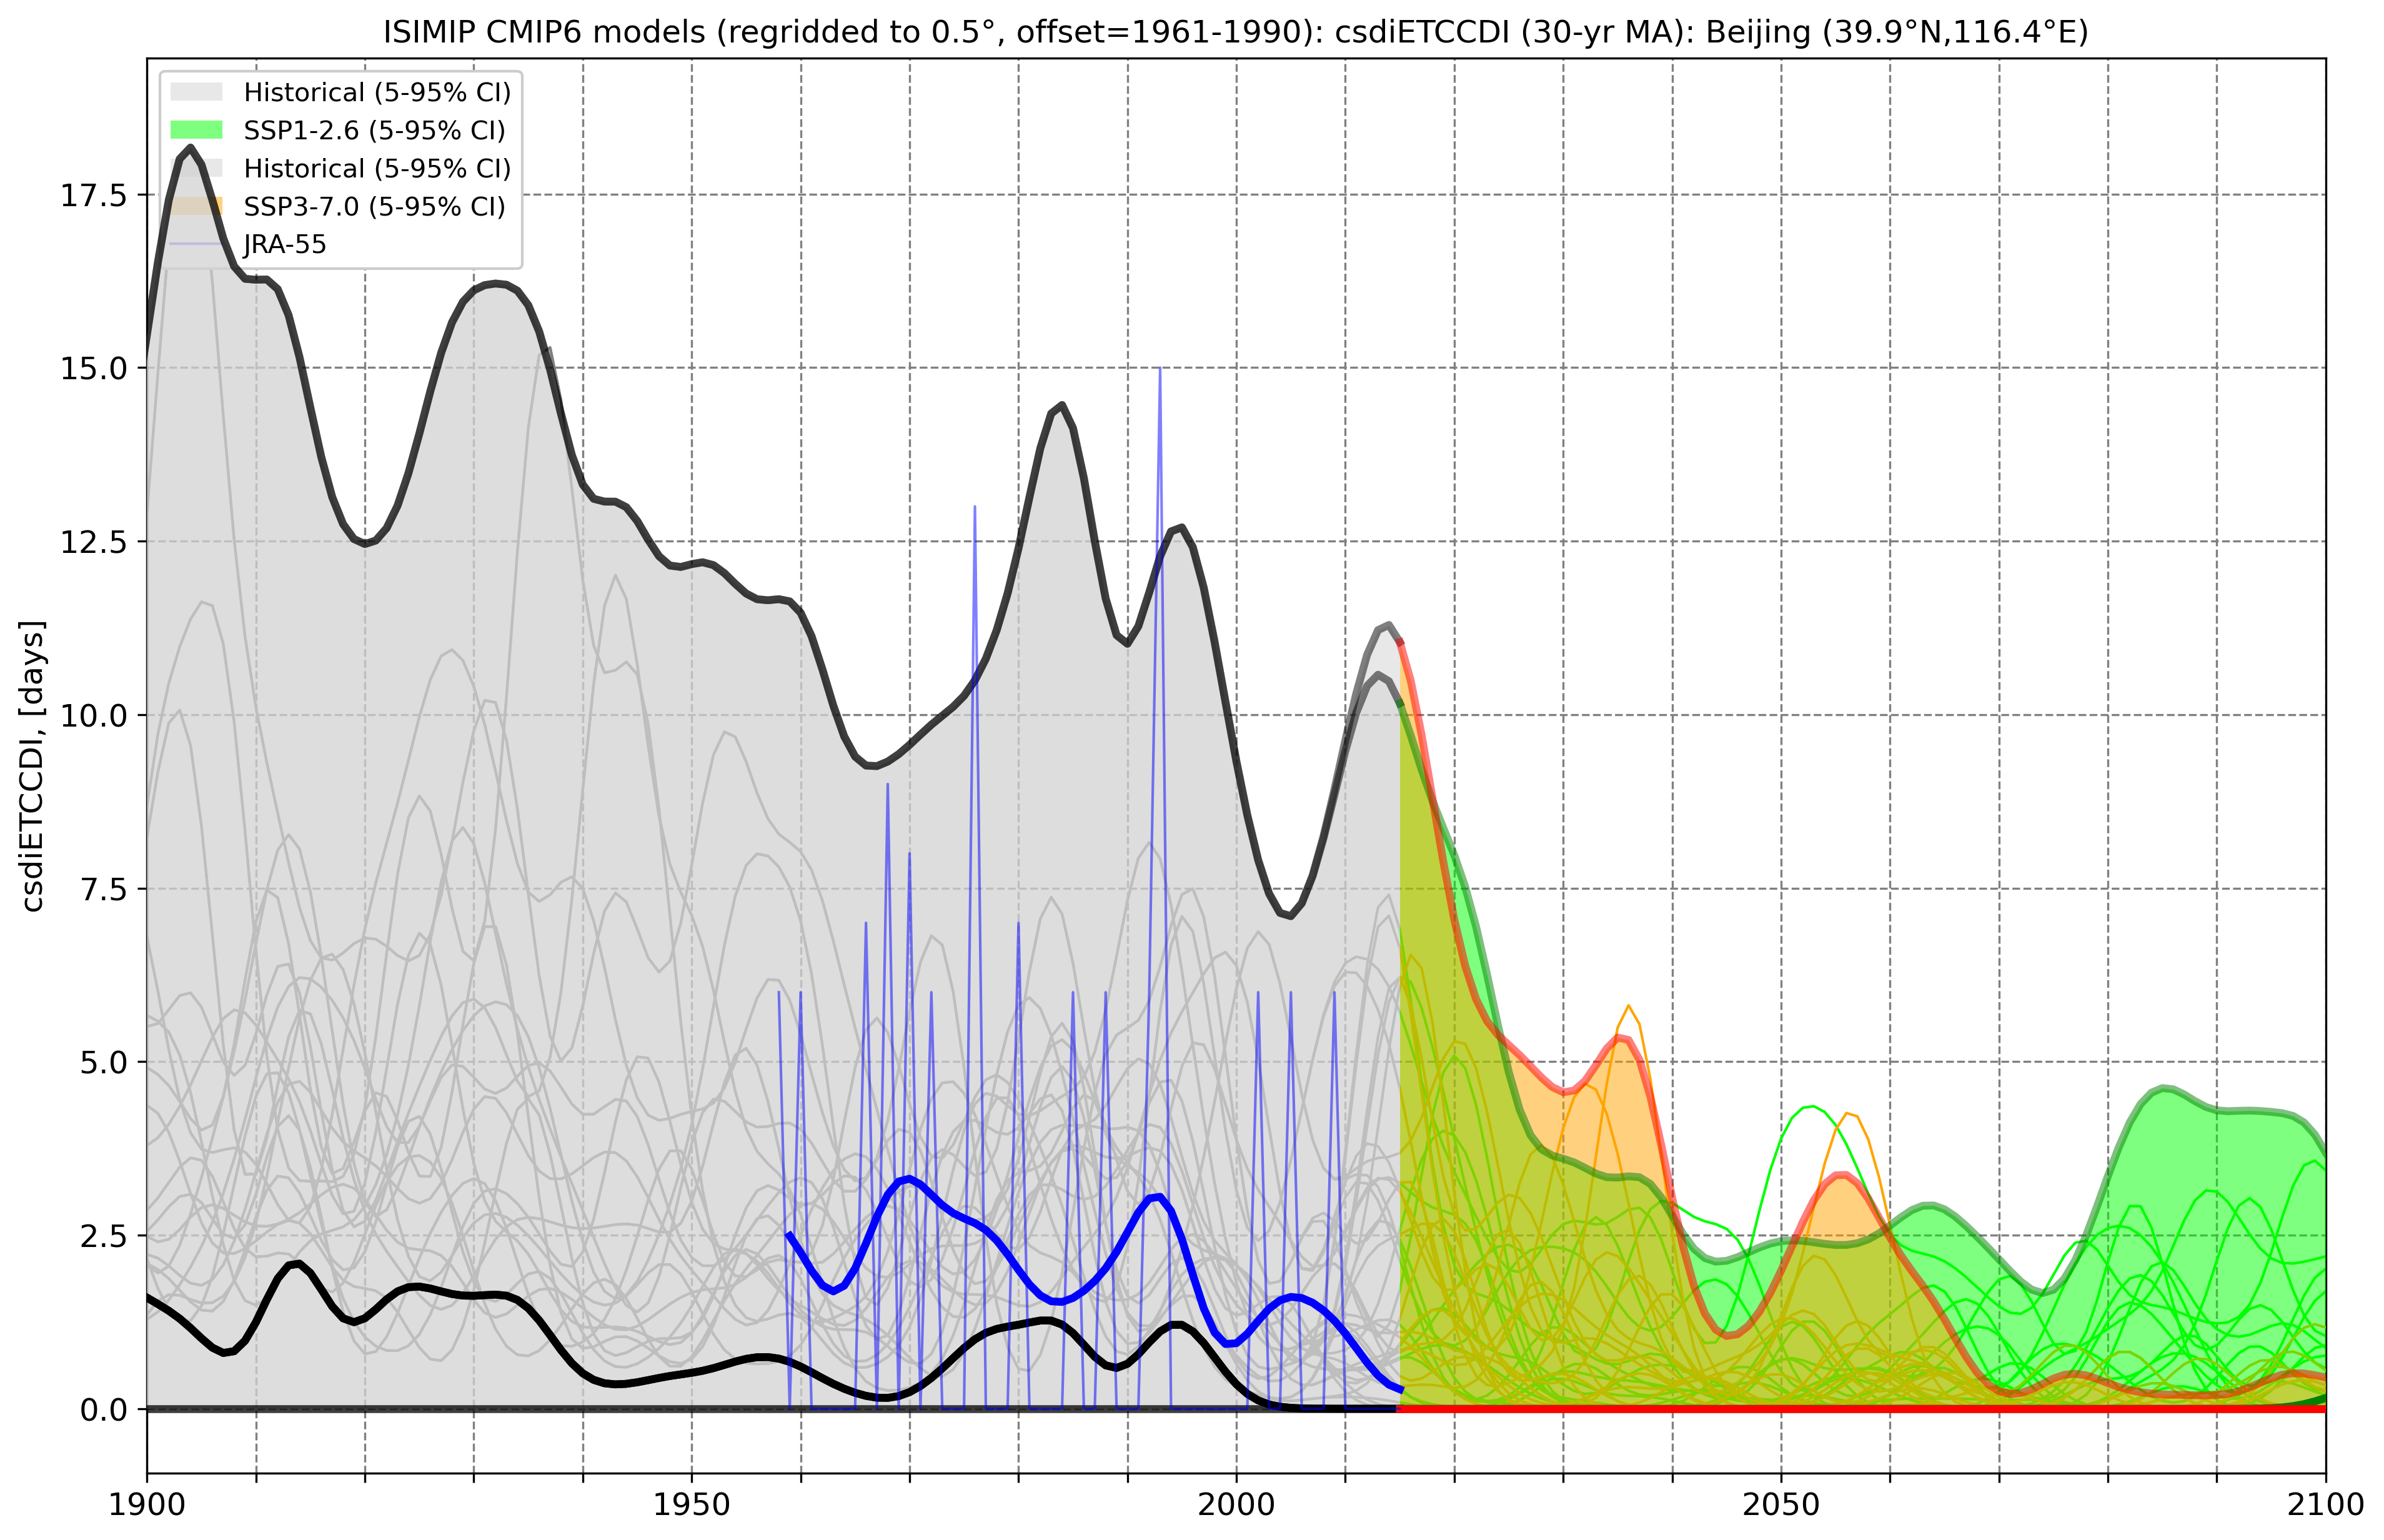 ISIMIP CMIP6 models (regridded to 0.5°, offset=1961-1990): csdiETCCDI (30-yr MA): Beijing (39.9°N,116.4°E)
Historical (5-95% CI)
SSP1-2.6 (5-95% CI)
Historical (5-95% CI)
SSP3-7.0 (5-95% CI)
JRA-55
csdiETCCDI, [days]
17.5
15.0
12.5
10.0
7.5
5.0
2.5
0.0
1900
1950
2000
2050
2100